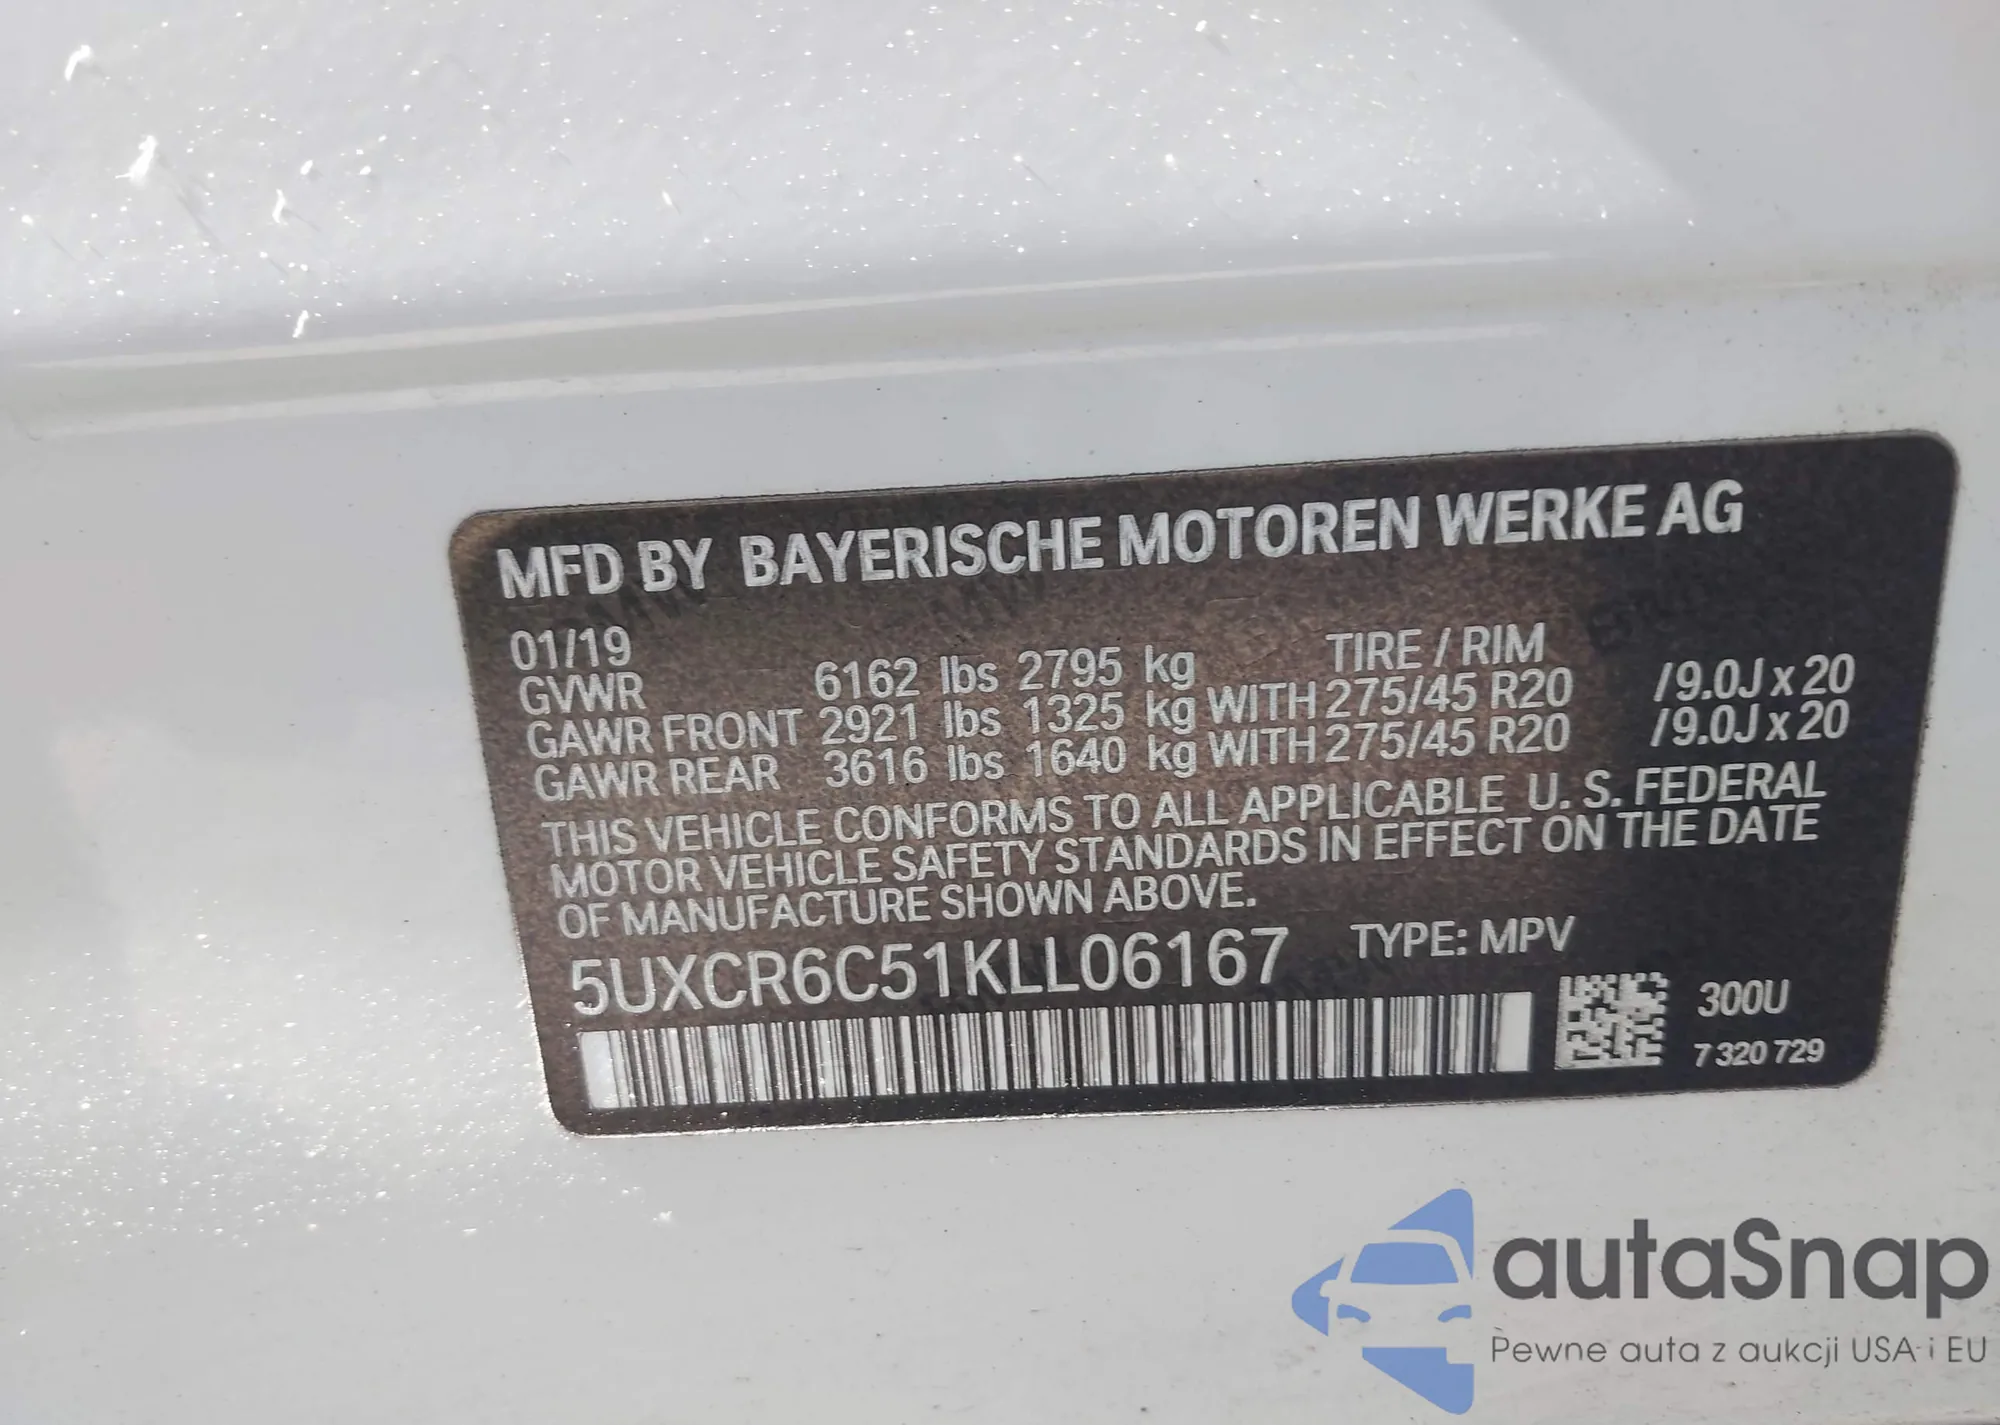 MFD BY BAYERISCHE MOTOREN WERKE AG
01/19 TIRE / RIM
GVWR 6162 lbs 2795 kg
GAWR FRONT 2921 lbs 1325 kg WITH 275/45 R20 /9.0J x 20
GAWR REAR 3616 lbs 1640 kg WITH 275/45 R20 /9.0J x 20
THIS VEHICLE CONFORMS TO ALL APPLICABLE U. S. FEDERAL
MOTOR VEHICLE SAFETY STANDARDS IN EFFECT ON THE DATE
OF MANUFACTURE SHOWN ABOVE.
5UXCR6C51KLL06167 TYPE: MPV
300U
7 320 729
autaSnap
Pewne auta z aukcji USA i EU